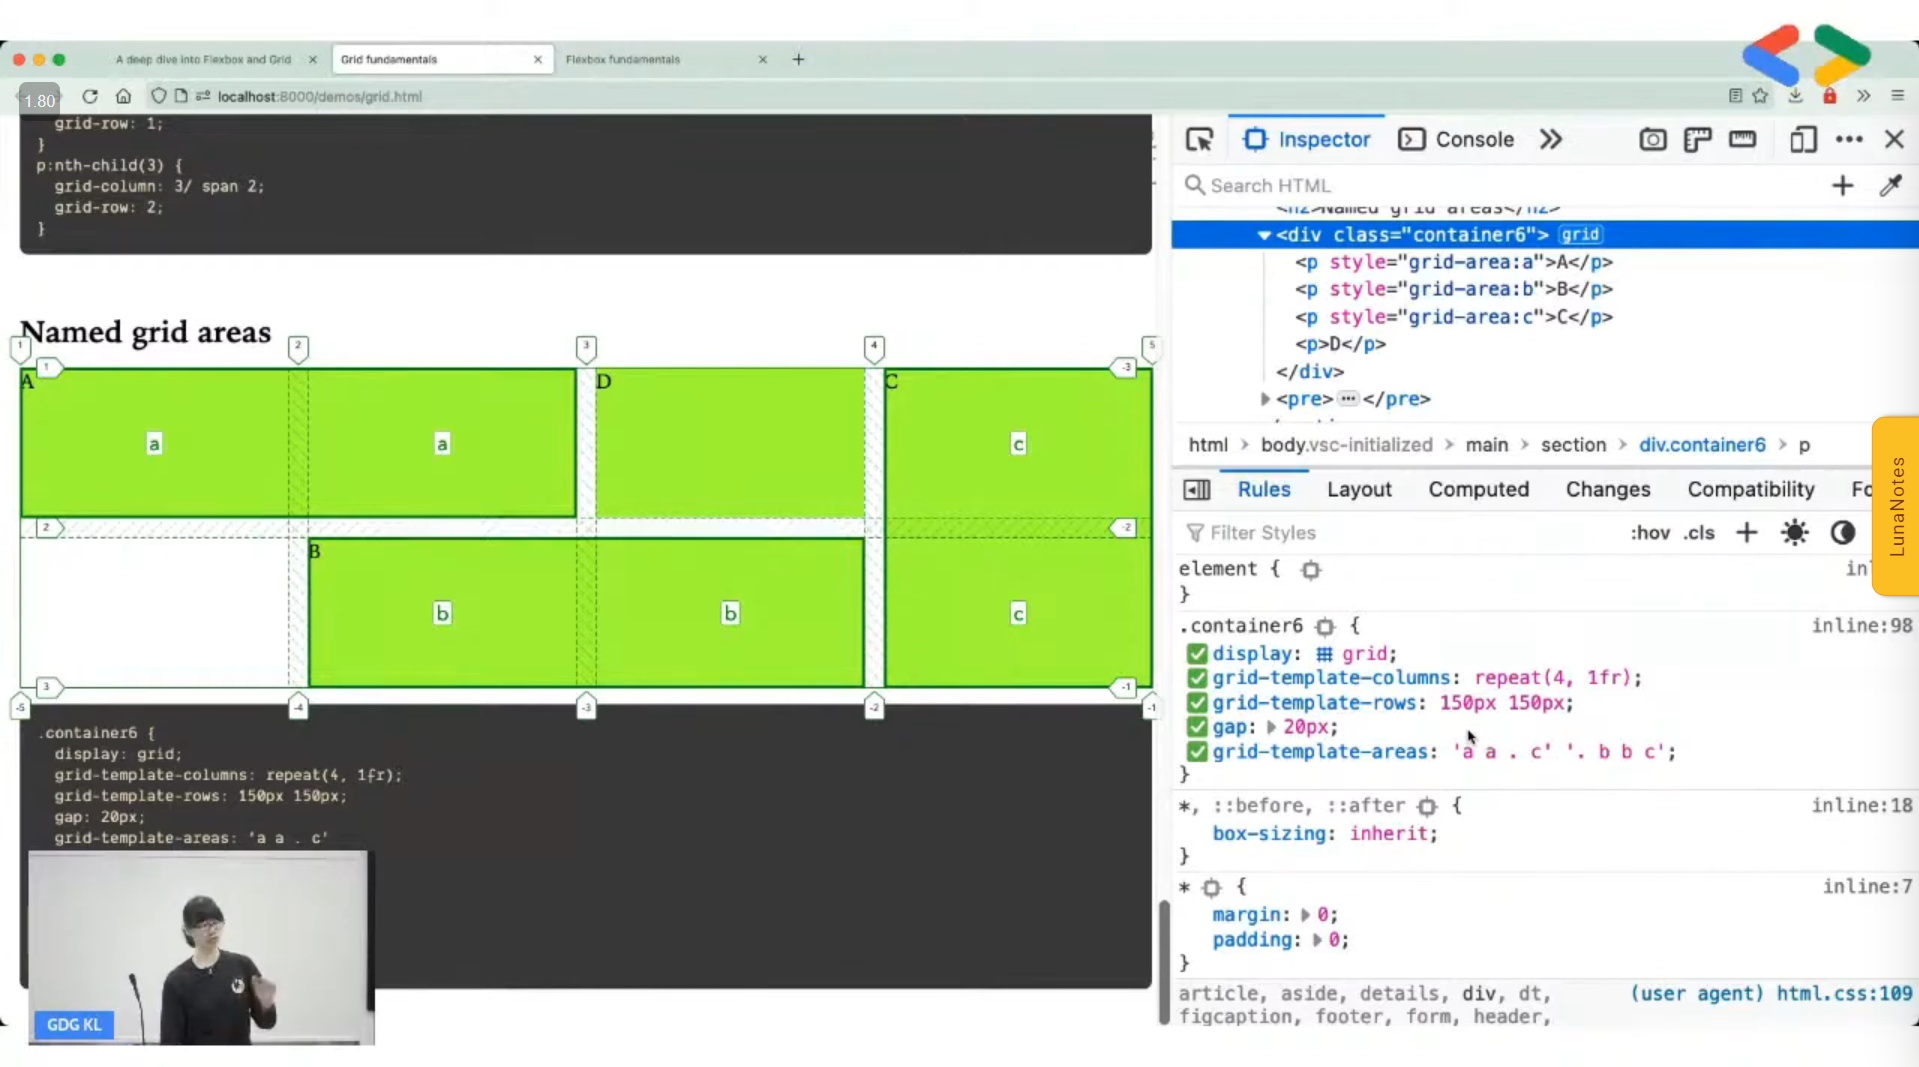 A deep dive into Flexbox and Grid
Grid fundamentals
Flexbox fundamentals
1.80
localhost:8000/demos/grid.html
grid-row: 1;
}
p:nth-child(3) {
grid-column: 3/ span 2;
grid-row: 2;
}
Named grid areas
1 2 3 4 5
1 -3
A D C
a a c
2 -2
B
b b c
3 -1
-5 -4 -3 -2 -1
.container6 {
display: grid;
grid-template-columns: repeat(4, 1fr);
grid-template-rows: 150px 150px;
gap: 20px;
grid-template-areas: 'a a . c'
GDG KL
Inspector
Console
Search HTML
<h2>Named grid areas</h2>
<div class="container6"> grid
<p style="grid-area:a">A</p>
<p style="grid-area:b">B</p>
<p style="grid-area:c">C</p>
<p>D</p>
</div>
<pre> ••• </pre>
html > body.vsc-initialized > main > section > div.container6 > p
Rules Layout Computed Changes Compatibility Fo
Filter Styles :hov .cls
element { in
}
.container6 { inline:98
display: grid;
grid-template-columns: repeat(4, 1fr);
grid-template-rows: 150px 150px;
gap: 20px;
grid-template-areas: 'a a . c' '. b b c';
}
*, ::before, ::after { inline:18
box-sizing: inherit;
}
* { inline:7
margin: 0;
padding: 0;
}
article, aside, details, div, dt, (user agent) html.css:109
figcaption, footer, form, header,
LunaNotes